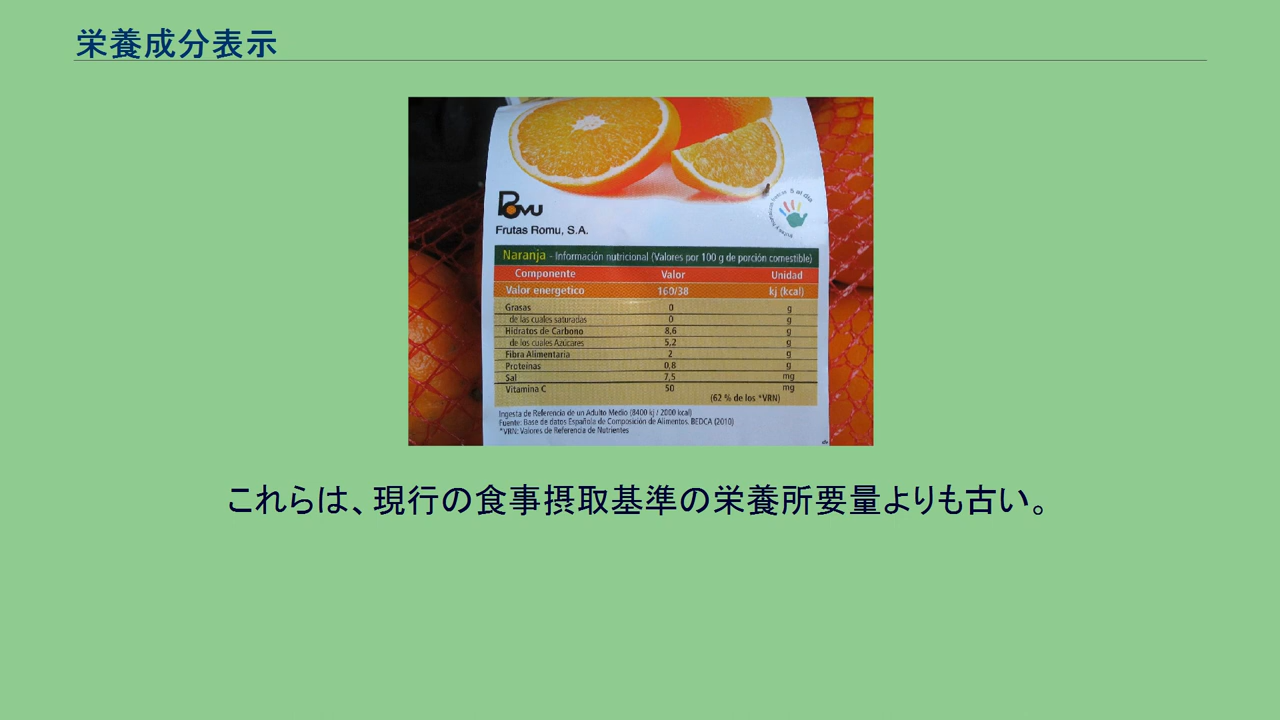 栄養成分表示
Romu
Frutas Romu, S.A.
5 al día
Naranja - Información nutricional (Valores por 100 g de porción comestible)
Componente Valor Unidad
Valor energetico 160/38 kj (kcal)
Grasas 0 g
de las cuales saturadas 0 g
Hidratos de Carbono 8,6 g
de los cuales Azúcares 5,2 g
Fibra Alimentaria 2 g
Proteínas 0,8 g
Sal 7,5 mg
Vitamina C 50 mg
(62 % de los *VRN)
Ingesta de Referencia de un Adulto Medio (8400 kj / 2000 kcal)
Fuente: Base de datos Española de Composición de Alimentos. BEDCA (2010)
*VRN: Valores de Referencia de Nutrientes
これらは、現行の食事摂取基準の栄養所要量よりも古い。